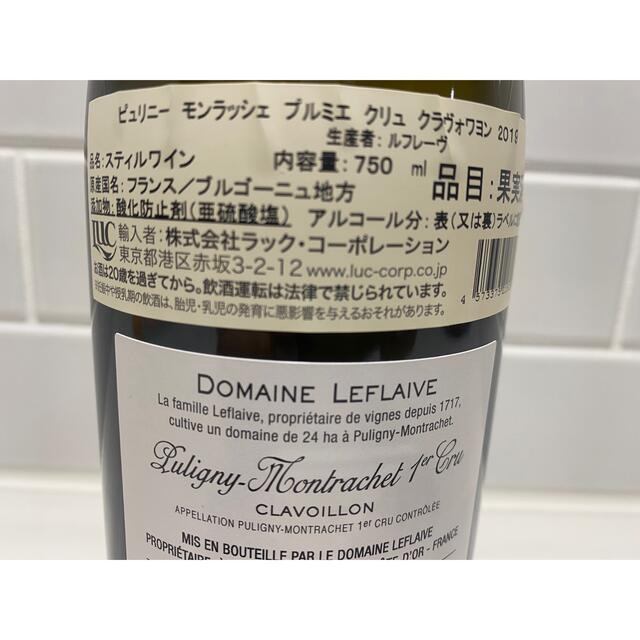 ピュリニー モンラッシェ プルミエ クリュ クラヴォワヨン 2019
生産者: ルフレーヴ
品名:スティルワイン 内容量:750 ml
品目:果実
原産国名:フランス/ブルゴーニュ地方
添加物:酸化防止剤(亜硫酸塩) アルコール分:表(又は裏)ラベルに
LUC 輸入者:株式会社ラック・コーポレーション
東京都港区赤坂3-2-12 www.luc-corp.co.jp
お酒は20歳を過ぎてから。飲酒運転は法律で禁じられています。
妊娠中や授乳期の飲酒は、胎児・乳児の発育に悪影響を与えるおそれがあります。
DOMAINE LEFLAIVE
La famille Leflaive, propriétaire de vignes depuis 1717,
cultive un domaine de 24 ha à Puligny-Montrachet.
Puligny-Montrachet 1er Cru
CLAVOILLON
APPELLATION PULIGNY-MONTRACHET 1er CRU CONTRÔLÉE
MIS EN BOUTEILLE PAR LE DOMAINE LEFLAIVE
PROPRIÉTAIRE D'OR - FRANCE